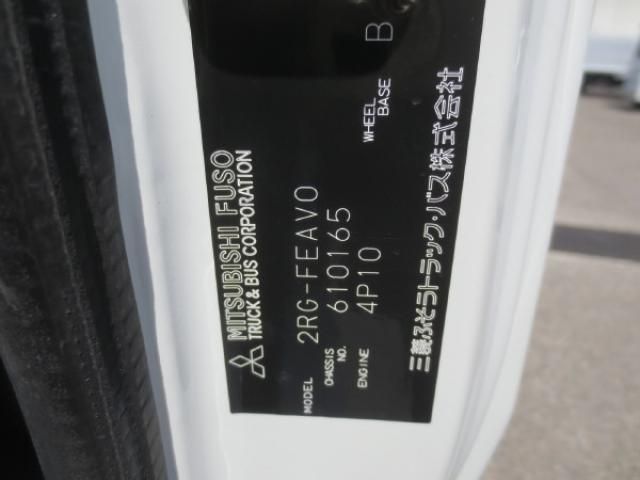 MITSUBISHI FUSO
TRUCK & BUS CORPORATION
MODEL 2RG-FEAV0
CHASSIS NO. 610165
ENGINE 4P10
WHEEL BASE B
三菱ふそうトラック・バス株式会社